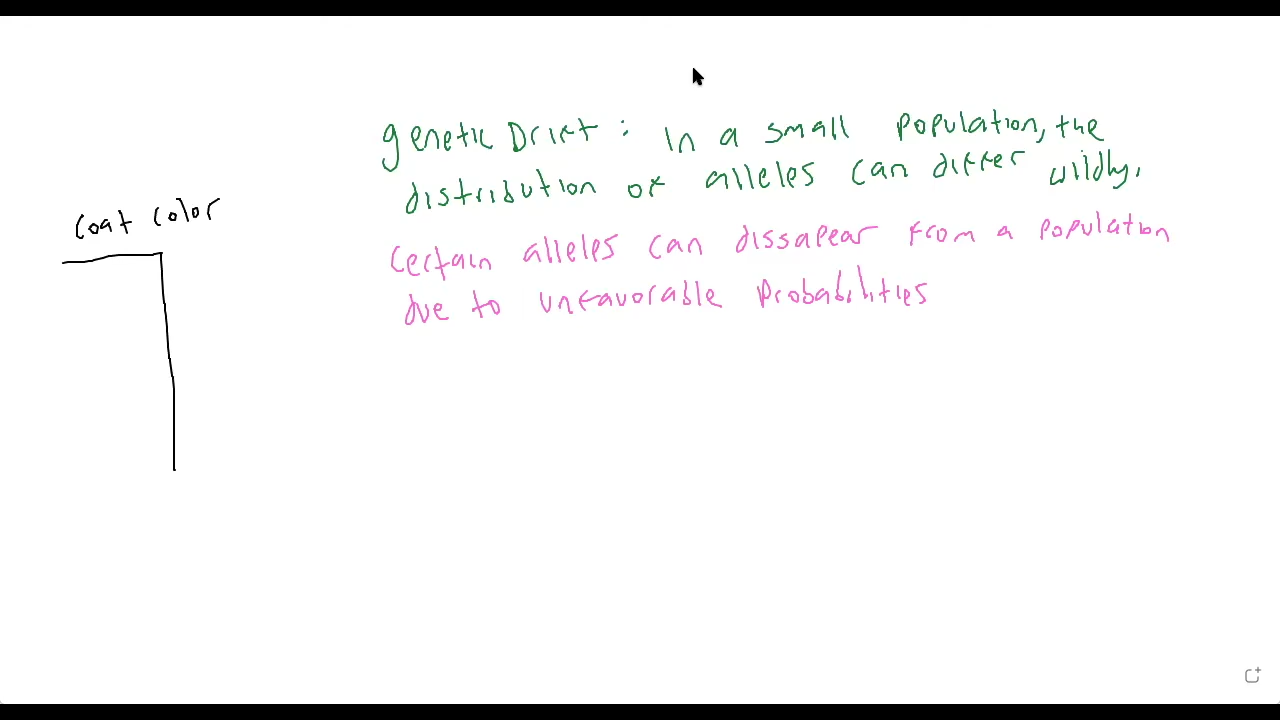 genetic Drift : In a small population, the
distribution of alleles can differ wildly.
Coat color
Certain alleles can dissapear from a population
due to unfavorable probabilities